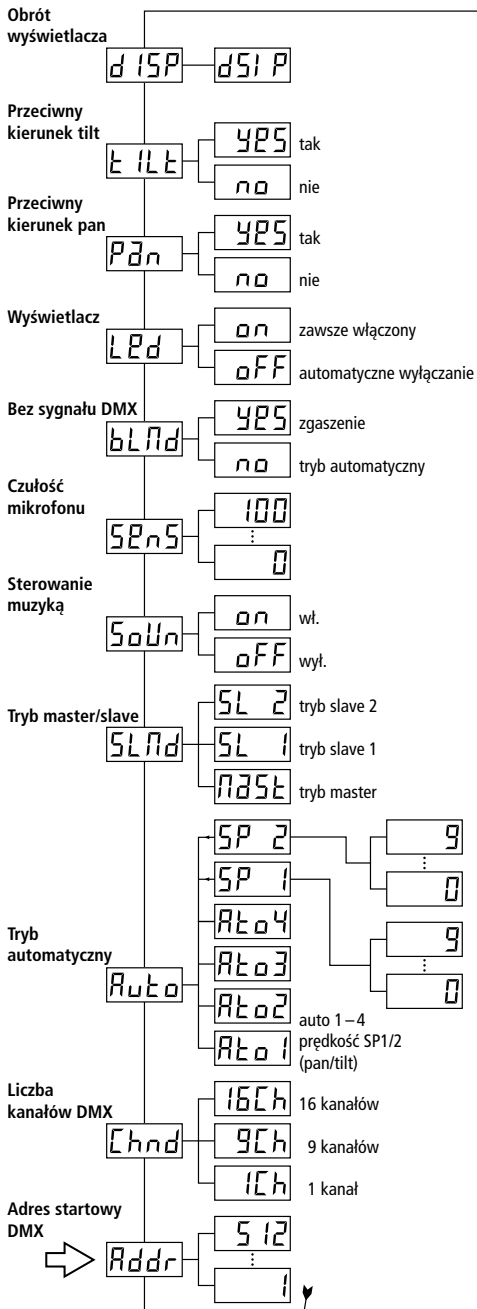 Obrót
wyświetlacza
dISP
dSIP
Przeciwny
kierunek tilt
tILt
YES tak
no nie
Przeciwny
kierunek pan
Pan
YES tak
no nie
Wyświetlacz
LEd
on zawsze włączony
oFF automatyczne wyłączanie
Bez sygnału DMX
bLMd
YES zgaszenie
no tryb automatyczny
Czułość
mikrofonu
SEnS
100
0
Sterowanie
muzyką
SoUn
on wł.
oFF wył.
Tryb master/slave
SLMd
SL 2 tryb slave 2
SL 1 tryb slave 1
MaSt tryb master
Tryb
automatyczny
Auto
SP 2
9
0
SP 1
9
0
Ato4
Ato3
Ato2
Ato1
auto 1–4
prędkość SP1/2
(pan/tilt)
Liczba
kanałów DMX
Chnd
16Ch 16 kanałów
9Ch 9 kanałów
1Ch 1 kanał
Adres startowy
DMX
Addr
512
1